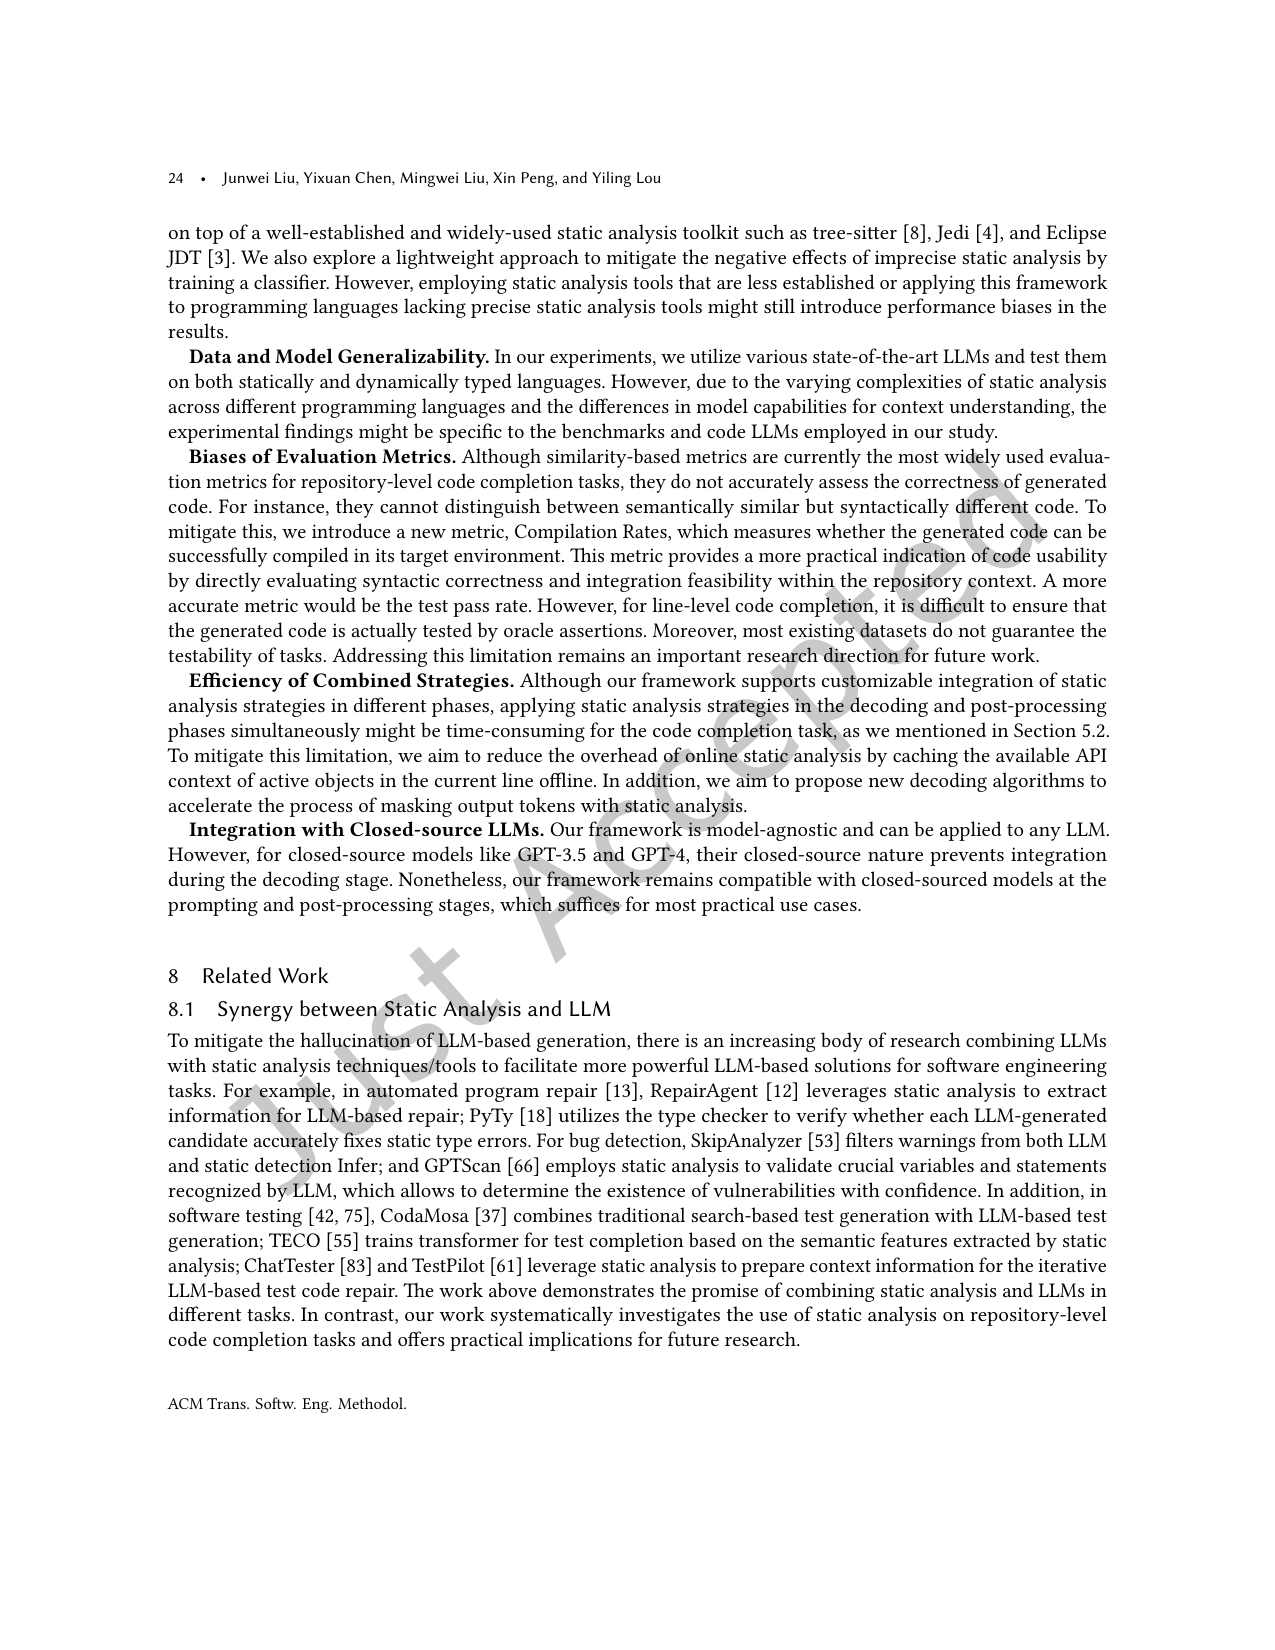 24 • Junwei Liu, Yixuan Chen, Mingwei Liu, Xin Peng, and Yiling Lou
on top of a well-established and widely-used static analysis toolkit such as tree-sitter [8], Jedi [4], and Eclipse
JDT [3]. We also explore a lightweight approach to mitigate the negative effects of imprecise static analysis by
training a classifier. However, employing static analysis tools that are less established or applying this framework
to programming languages lacking precise static analysis tools might still introduce performance biases in the
results.
Data and Model Generalizability. In our experiments, we utilize various state-of-the-art LLMs and test them
on both statically and dynamically typed languages. However, due to the varying complexities of static analysis
across different programming languages and the differences in model capabilities for context understanding, the
experimental findings might be specific to the benchmarks and code LLMs employed in our study.
Biases of Evaluation Metrics. Although similarity-based metrics are currently the most widely used evalua-
tion metrics for repository-level code completion tasks, they do not accurately assess the correctness of generated
code. For instance, they cannot distinguish between semantically similar but syntactically different code. To
mitigate this, we introduce a new metric, Compilation Rates, which measures whether the generated code can be
successfully compiled in its target environment. This metric provides a more practical indication of code usability
by directly evaluating syntactic correctness and integration feasibility within the repository context. A more
accurate metric would be the test pass rate. However, for line-level code completion, it is difficult to ensure that
the generated code is actually tested by oracle assertions. Moreover, most existing datasets do not guarantee the
testability of tasks. Addressing this limitation remains an important research direction for future work.
Efficiency of Combined Strategies. Although our framework supports customizable integration of static
analysis strategies in different phases, applying static analysis strategies in the decoding and post-processing
phases simultaneously might be time-consuming for the code completion task, as we mentioned in Section 5.2.
To mitigate this limitation, we aim to reduce the overhead of online static analysis by caching the available API
context of active objects in the current line offline. In addition, we aim to propose new decoding algorithms to
accelerate the process of masking output tokens with static analysis.
Integration with Closed-source LLMs. Our framework is model-agnostic and can be applied to any LLM.
However, for closed-source models like GPT-3.5 and GPT-4, their closed-source nature prevents integration
during the decoding stage. Nonetheless, our framework remains compatible with closed-sourced models at the
prompting and post-processing stages, which suffices for most practical use cases.
8 Related Work
8.1 Synergy between Static Analysis and LLM
To mitigate the hallucination of LLM-based generation, there is an increasing body of research combining LLMs
with static analysis techniques/tools to facilitate more powerful LLM-based solutions for software engineering
tasks. For example, in automated program repair [13], RepairAgent [12] leverages static analysis to extract
information for LLM-based repair; PyTy [18] utilizes the type checker to verify whether each LLM-generated
candidate accurately fixes static type errors. For bug detection, SkipAnalyzer [53] filters warnings from both LLM
and static detection Infer; and GPTScan [66] employs static analysis to validate crucial variables and statements
recognized by LLM, which allows to determine the existence of vulnerabilities with confidence. In addition, in
software testing [42, 75], CodaMosa [37] combines traditional search-based test generation with LLM-based test
generation; TECO [55] trains transformer for test completion based on the semantic features extracted by static
analysis; ChatTester [83] and TestPilot [61] leverage static analysis to prepare context information for the iterative
LLM-based test code repair. The work above demonstrates the promise of combining static analysis and LLMs in
different tasks. In contrast, our work systematically investigates the use of static analysis on repository-level
code completion tasks and offers practical implications for future research.
ACM Trans. Softw. Eng. Methodol.
Just Accepted